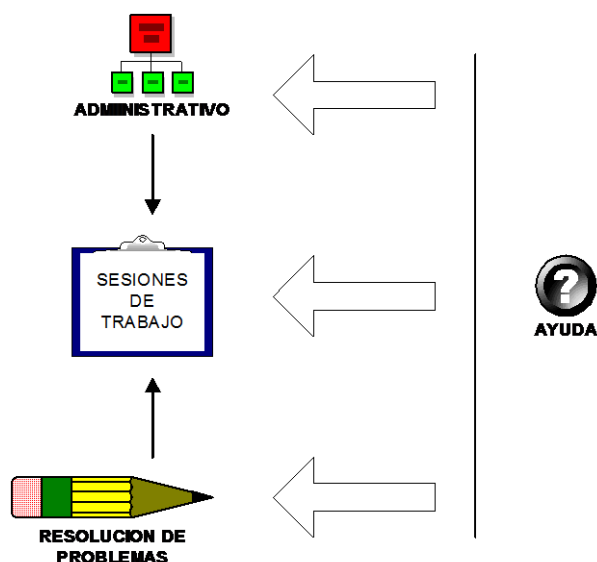 ADMINISTRATIVO
SESIONES
DE
TRABAJO
?
AYUDA
RESOLUCION DE
PROBLEMAS